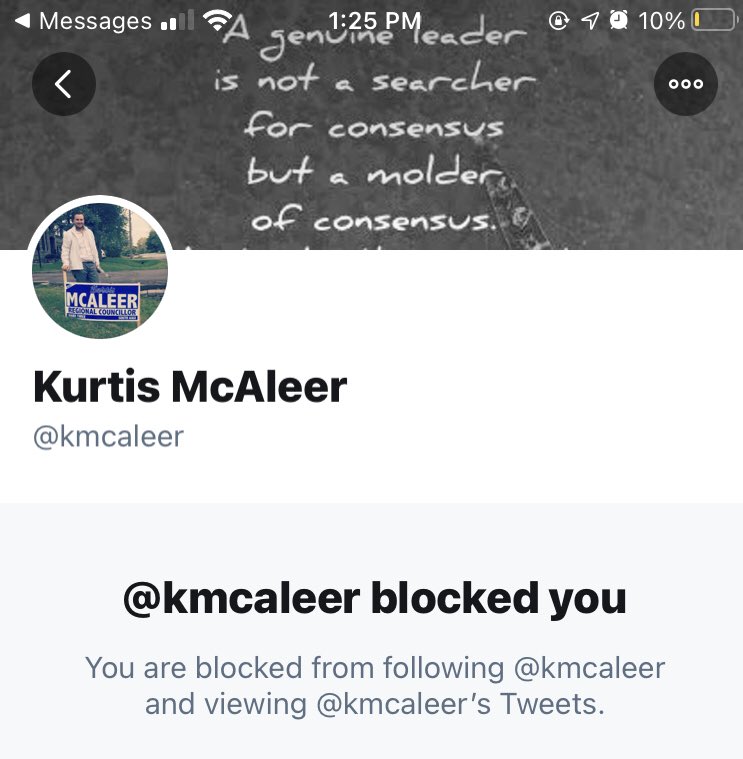 Messages 1:25 PM 10%
A genuine leader
is not a searcher
for consensus
but a molder
of consensus.
MCALEER
REGIONAL COUNCILLOR
Kurtis McAleer
@kmcaleer
@kmcaleer blocked you
You are blocked from following @kmcaleer
and viewing @kmcaleer's Tweets.